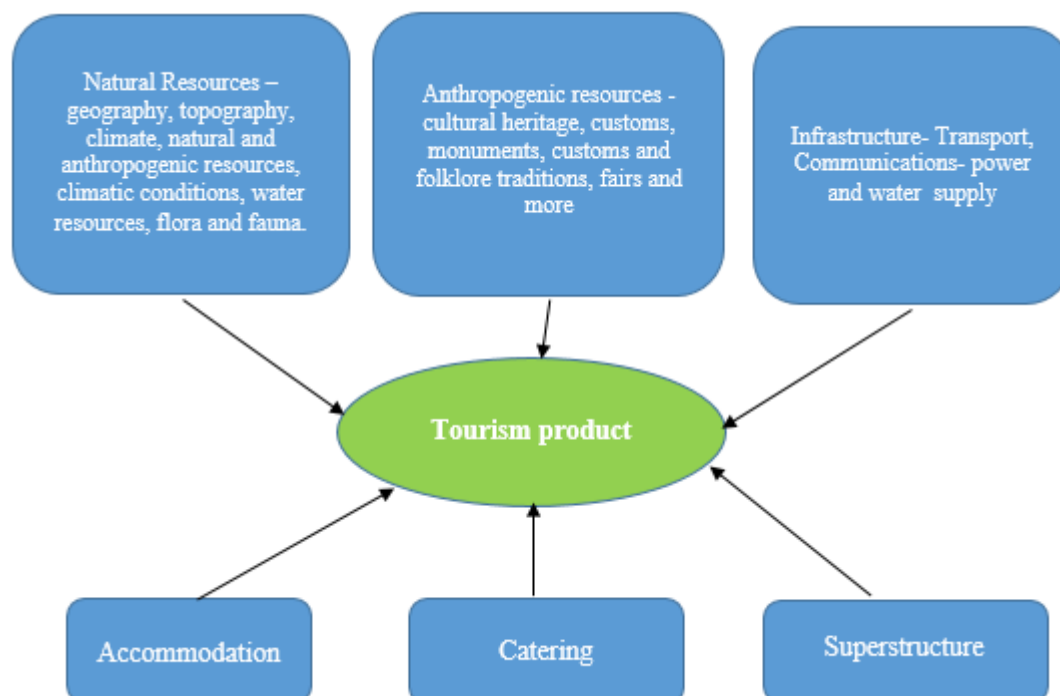 Natural Resources –
geography, topography,
climate, natural and
anthropogenic resources,
climatic conditions, water
resources, flora and fauna.
Anthropogenic resources -
cultural heritage, customs,
monuments, customs and
folklore traditions, fairs and
more
Infrastructure- Transport,
Communications- power
and water supply
Tourism product
Accommodation
Catering
Superstructure